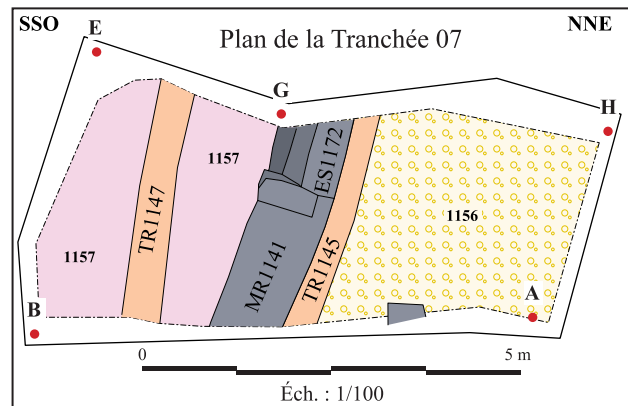 SSO
NNE
E
Plan de la Tranchée 07
G
H
1157
ES1172
TR1147
1156
1157
MR1141
TR1145
A
B
0
5 m
Éch. : 1/100